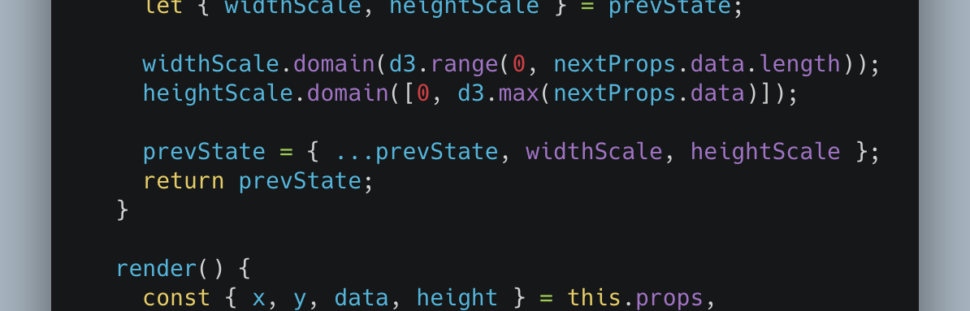 let { widthScale, heightScale } = prevState;
widthScale.domain(d3.range(0, nextProps.data.length));
heightScale.domain([0, d3.max(nextProps.data)]);
prevState = { ...prevState, widthScale, heightScale };
return prevState;
}
render() {
const { x, y, data, height } = this.props,